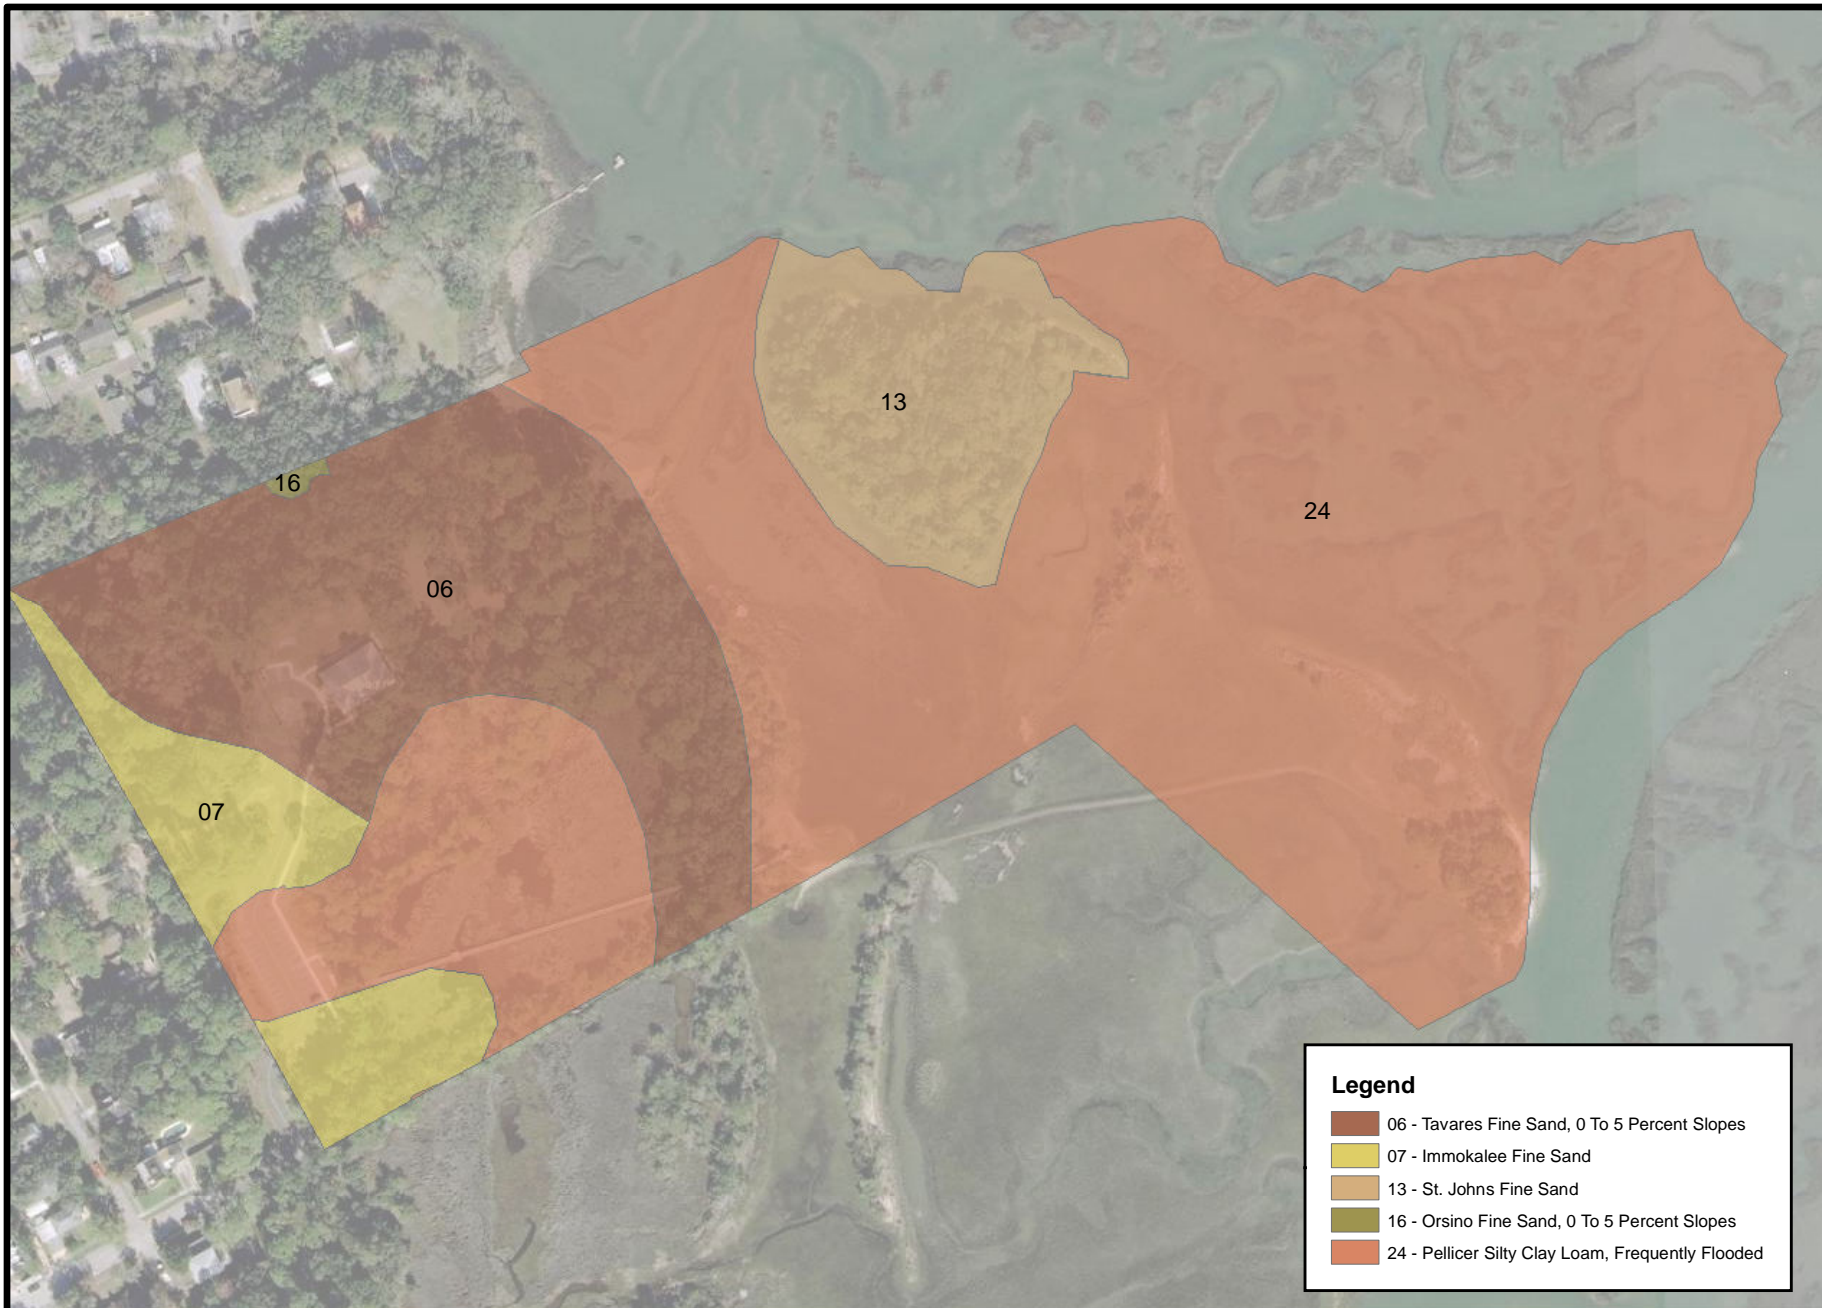 13
16
24
06
07
Legend
06 - Tavares Fine Sand, 0 To 5 Percent Slopes
07 - Immokalee Fine Sand
13 - St. Johns Fine Sand
16 - Orsino Fine Sand, 0 To 5 Percent Slopes
24 - Pellicer Silty Clay Loam, Frequently Flooded